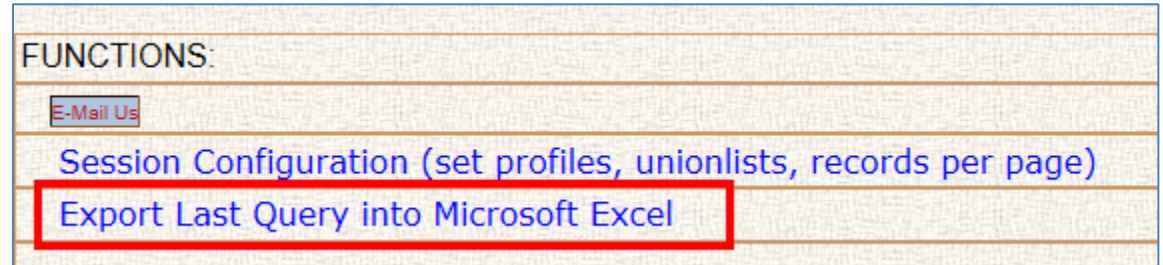 FUNCTIONS:
E-Mail Us
Session Configuration (set profiles, unionlists, records per page)
Export Last Query into Microsoft Excel